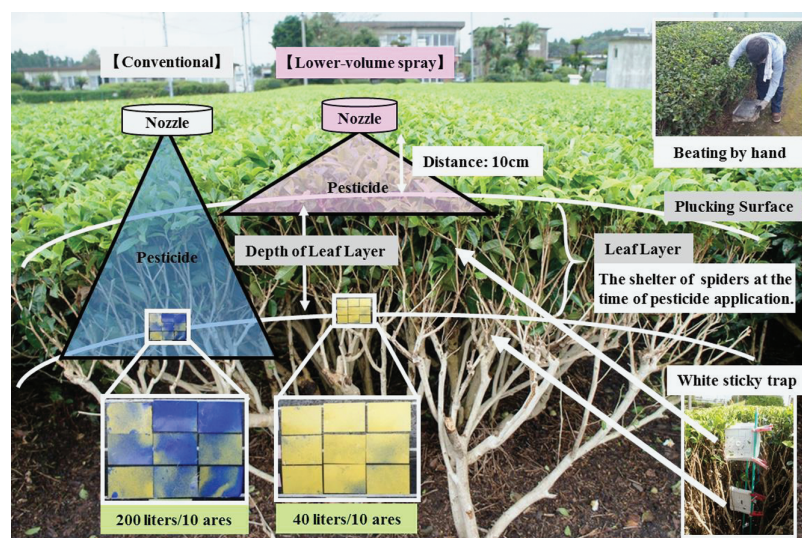 【Conventional】
【Lower-volume spray】
Nozzle
Nozzle
Distance: 10cm
Beating by hand
Pesticide
Plucking Surface
Pesticide
Depth of Leaf Layer
Leaf Layer
The shelter of spiders at the
time of pesticide application.
White sticky trap
200 liters/10 ares
40 liters/10 ares